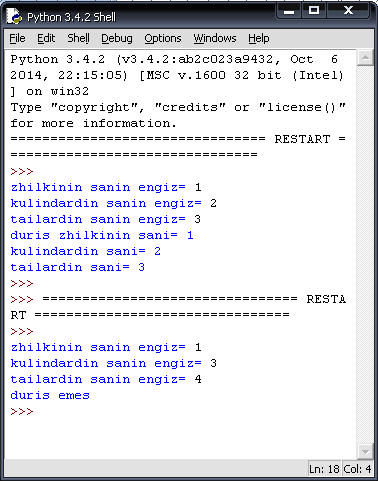 Python 3.4.2 Shell
File Edit Shell Debug Options Windows Help
Python 3.4.2 (v3.4.2:ab2c023a9432, Oct  6
2014, 22:15:05) [MSC v.1600 32 bit (Intel)
] on win32
Type "copyright", "credits" or "license()"
for more information.
================================ RESTART =
===============================
>>>
zhilkinin sanin engiz= 1
kulindardin sanin engiz= 2
tailardin sanin engiz= 3
duris zhilkinin sani= 1
kulindardin sani= 2
tailardin sani= 3
>>>
>>> ================================ RESTA
RT ================================
>>>
zhilkinin sanin engiz= 1
kulindardin sanin engiz= 3
tailardin sanin engiz= 4
duris emes
>>>
Ln: 18 Col: 4